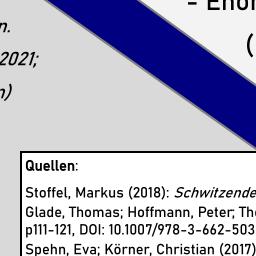 - Enor
n.
(
2021;
n)
Quellen:
Stoffel, Markus (2018): Schwitzende
Glade, Thomas; Hoffmann, Peter; The
p111-121, DOI: 10.1007/978-3-662-503
Spehn, Eva; Körner, Christian (2017)